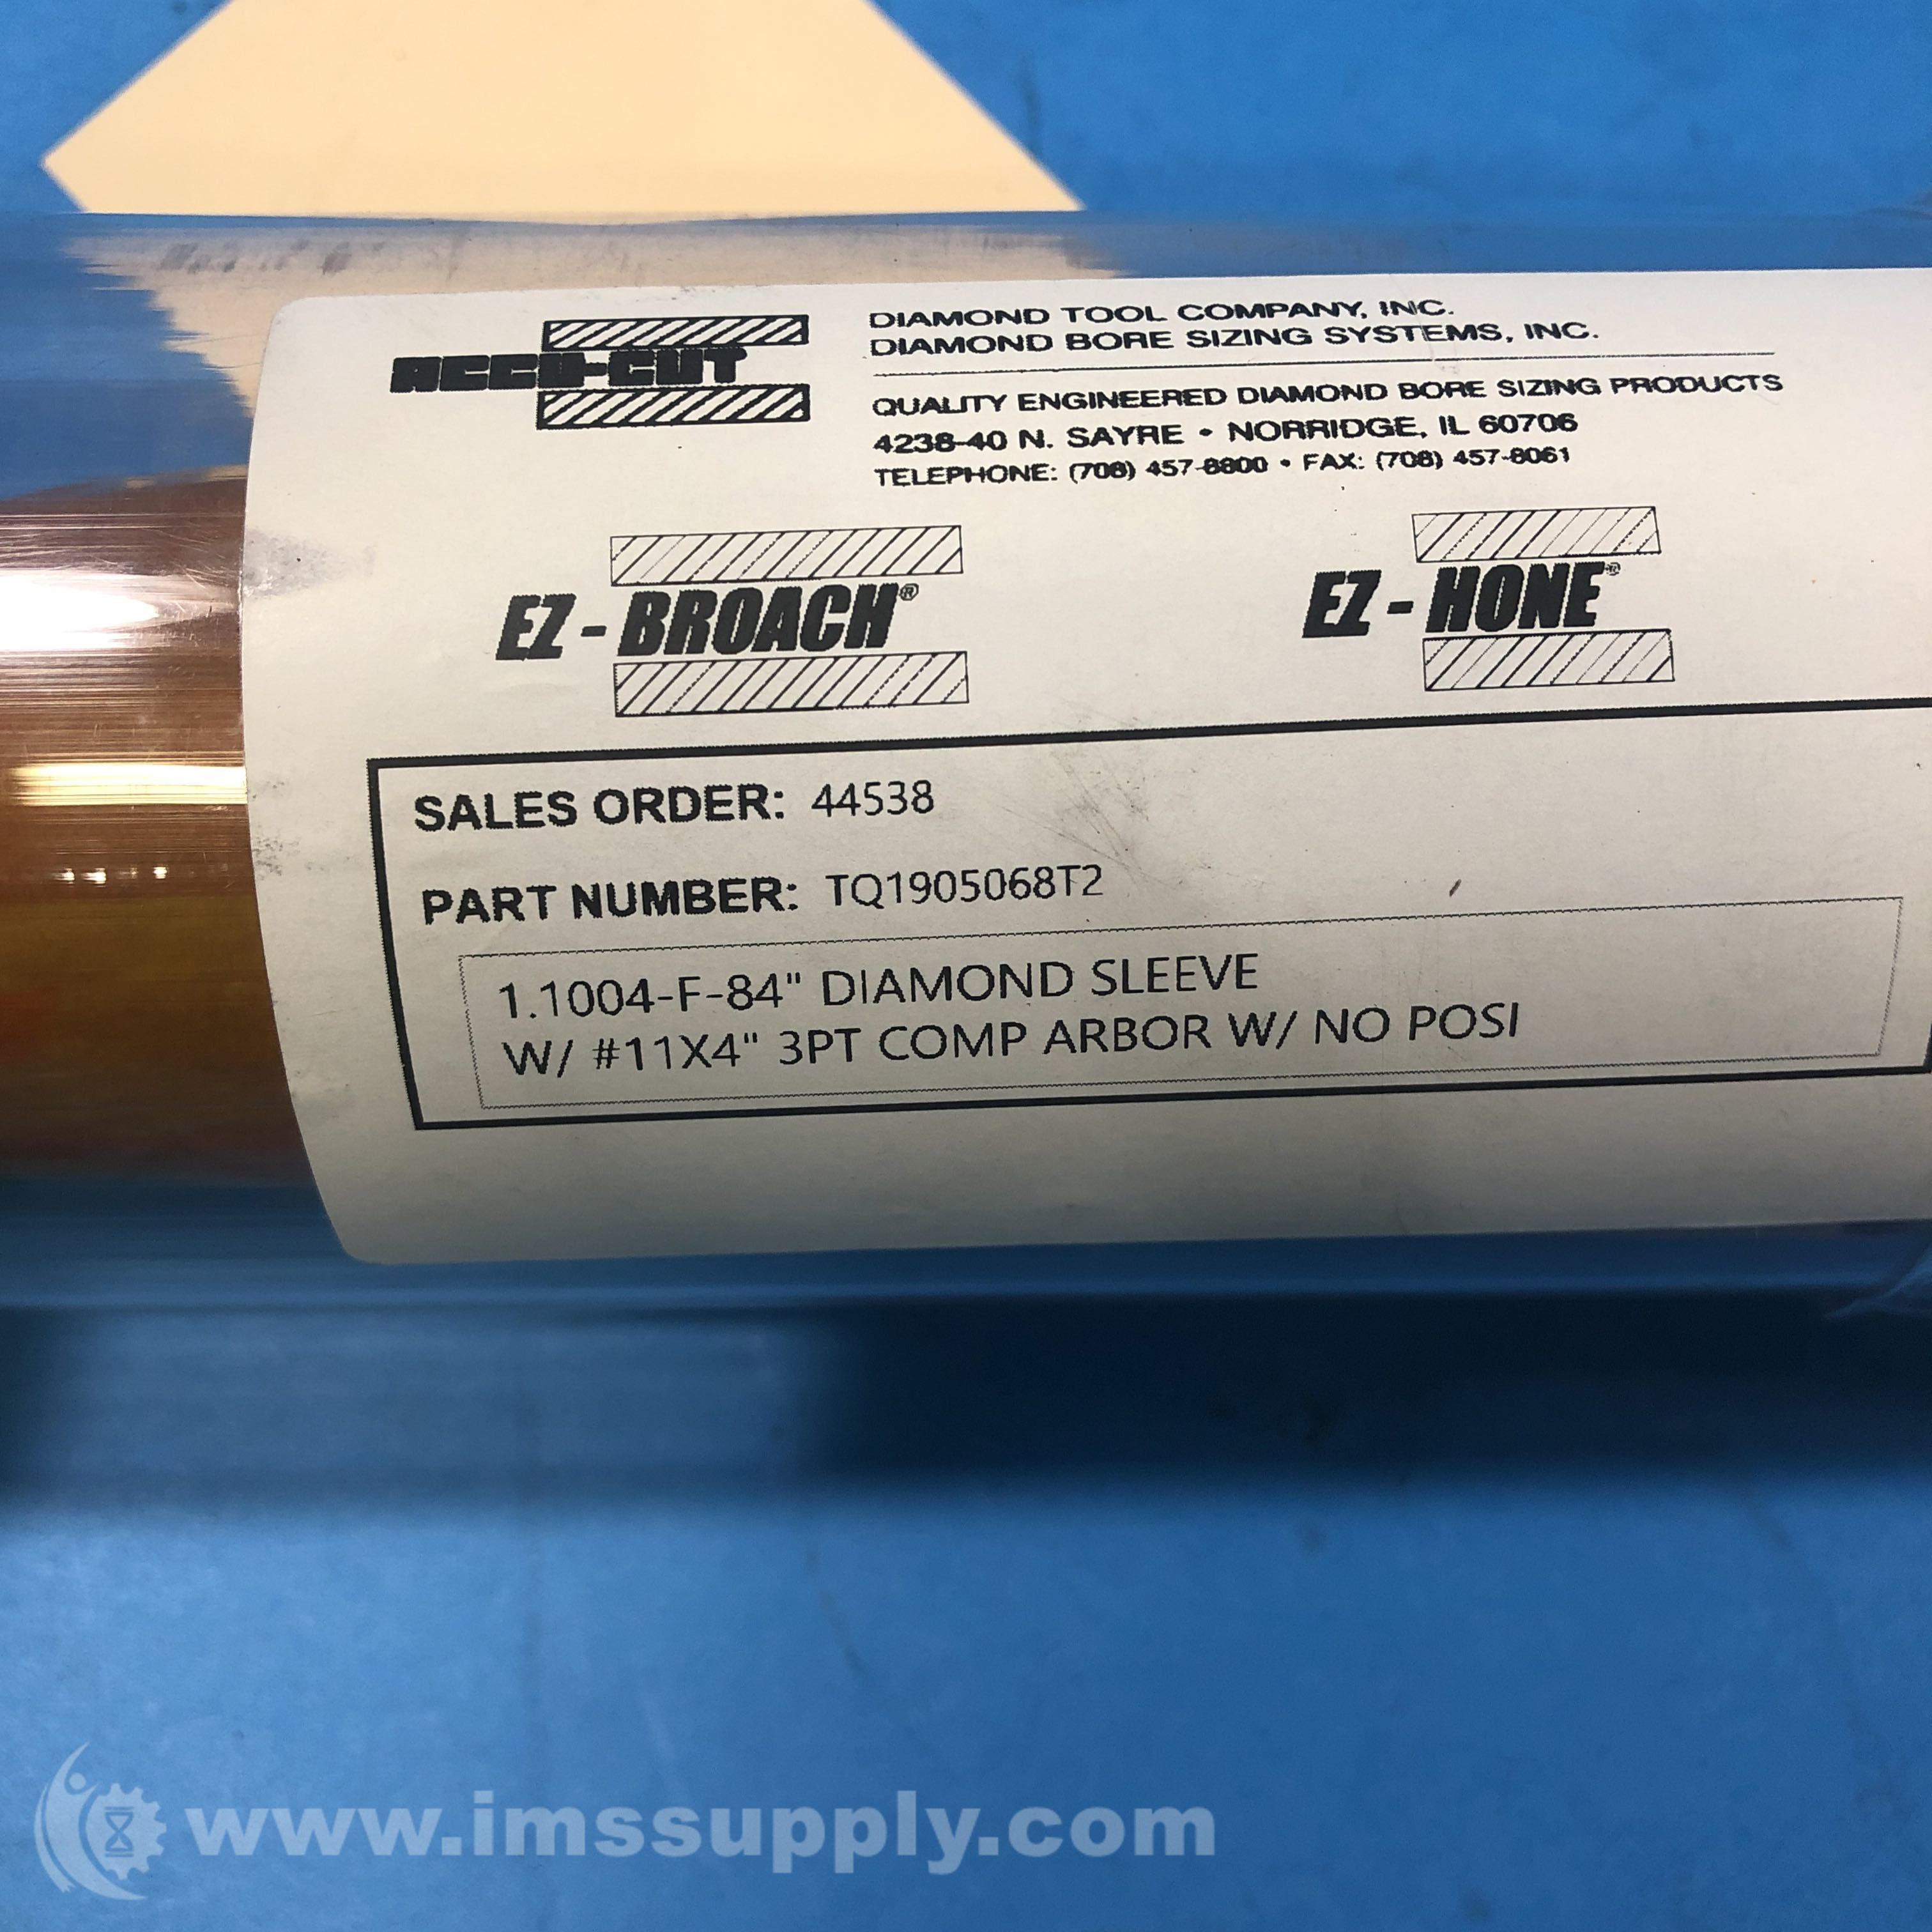 ACCU-CUT
DIAMOND TOOL COMPANY, INC.
DIAMOND BORE SIZING SYSTEMS, INC.
QUALITY ENGINEERED DIAMOND BORE SIZING PRODUCTS
4238-40 N. SAYRE • NORRIDGE, IL 60706
TELEPHONE: (708) 457-8800 • FAX: (708) 457-8061
EZ - BROACH®
EZ - HONE®
SALES ORDER: 44538
PART NUMBER: TQ1905068T2
1.1004-F-84" DIAMOND SLEEVE
W/ #11X4" 3PT COMP ARBOR W/ NO POSI
www.imssupply.com